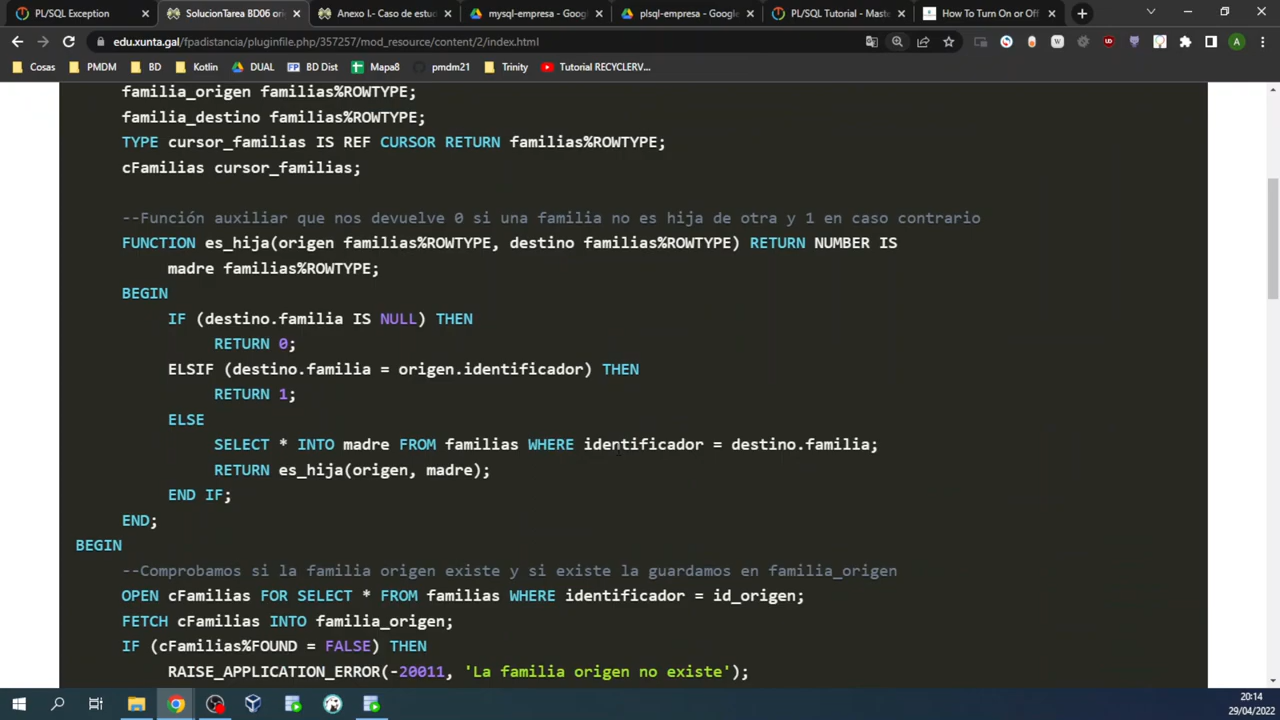 PL/SQL Exception
SolucionTarea BD06 ori
Anexo I.- Caso de estu
mysql-empresa - Goog
plsql-empresa - Google
PL/SQL Tutorial - Maste
How To Turn On or Off
edu.xunta.gal/fpadistancia/pluginfile.php/357257/mod_resource/content/2/index.html
Cosas
PMDM
BD
Kotlin
DUAL
BD Dist
Mapa8
pmdm21
Trinity
Tutorial RECYCLERV...
familia_origen familias%ROWTYPE;
familia_destino familias%ROWTYPE;
TYPE cursor_familias IS REF CURSOR RETURN familias%ROWTYPE;
cFamilias cursor_familias;
--Función auxiliar que nos devuelve 0 si una familia no es hija de otra y 1 en caso contrario
FUNCTION es_hija(origen familias%ROWTYPE, destino familias%ROWTYPE) RETURN NUMBER IS
madre familias%ROWTYPE;
BEGIN
IF (destino.familia IS NULL) THEN
RETURN 0;
ELSIF (destino.familia = origen.identificador) THEN
RETURN 1;
ELSE
SELECT * INTO madre FROM familias WHERE identificador = destino.familia;
RETURN es_hija(origen, madre);
END IF;
END;
BEGIN
--Comprobamos si la familia origen existe y si existe la guardamos en familia_origen
OPEN cFamilias FOR SELECT * FROM familias WHERE identificador = id_origen;
FETCH cFamilias INTO familia_origen;
IF (cFamilias%FOUND = FALSE) THEN
RAISE_APPLICATION_ERROR(-20011, 'La familia origen no existe');
20:14
29/04/2022